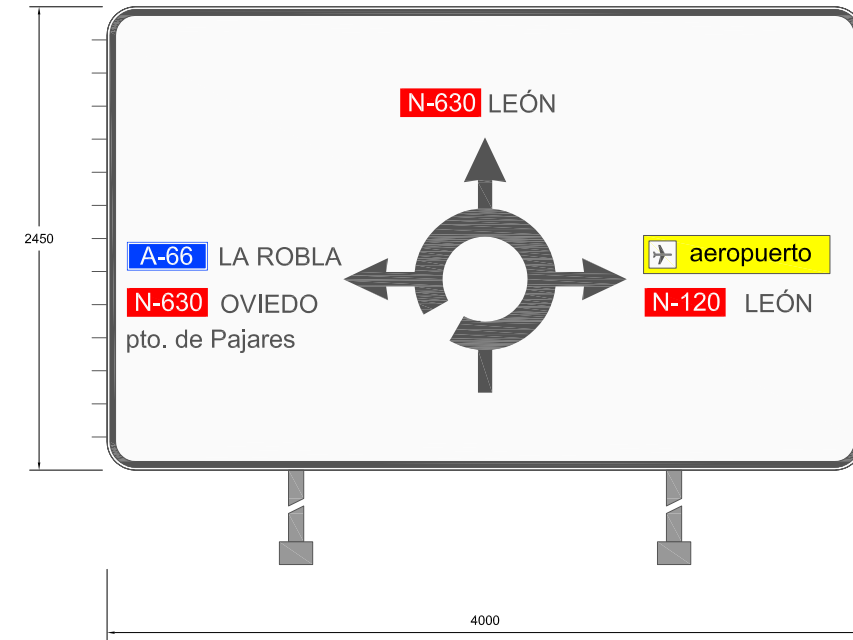 N-630 LEÓN
2450
A-66 LA ROBLA
N-630 OVIEDO
pto. de Pajares
aeropuerto
N-120 LEÓN
4000